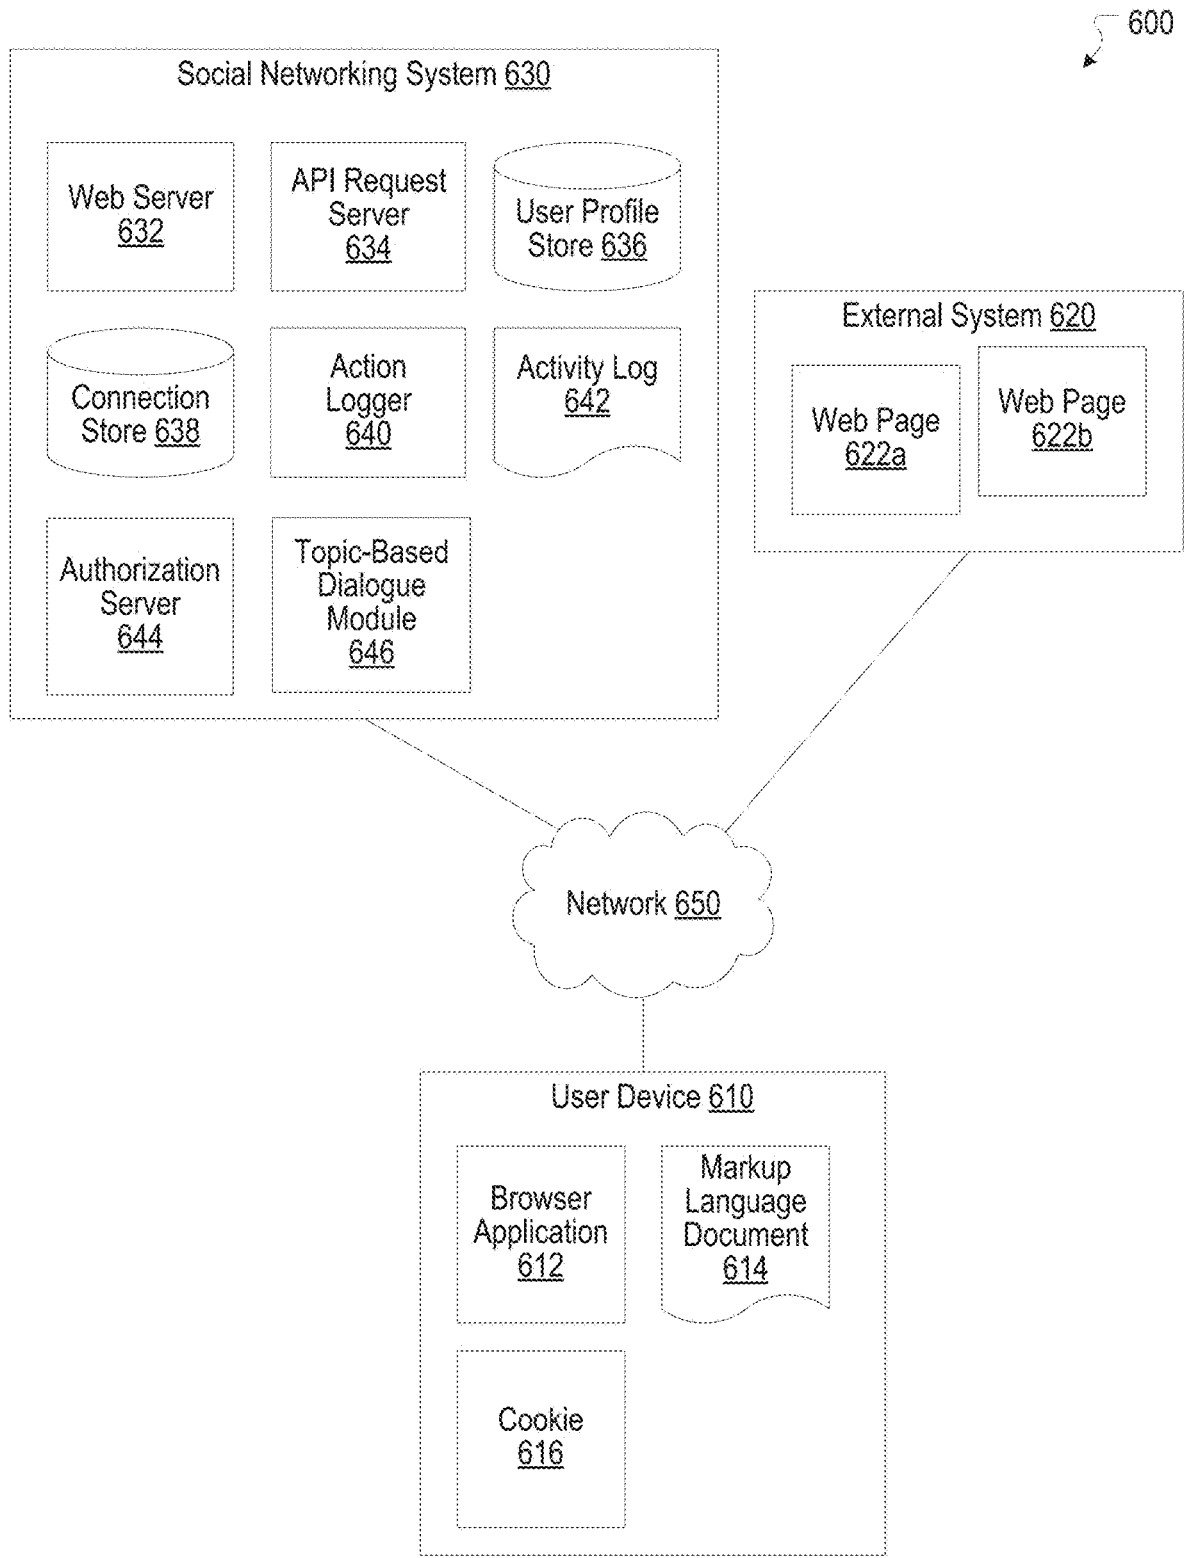 600
Social Networking System 630
Web Server
632
API Request
Server
634
User Profile
Store 636
Connection
Store 638
Action
Logger
640
Activity Log
642
Authorization
Server
644
Topic-Based
Dialogue
Module
646
External System 620
Web Page
622a
Web Page
622b
Network 650
User Device 610
Browser
Application
612
Markup
Language
Document
614
Cookie
616